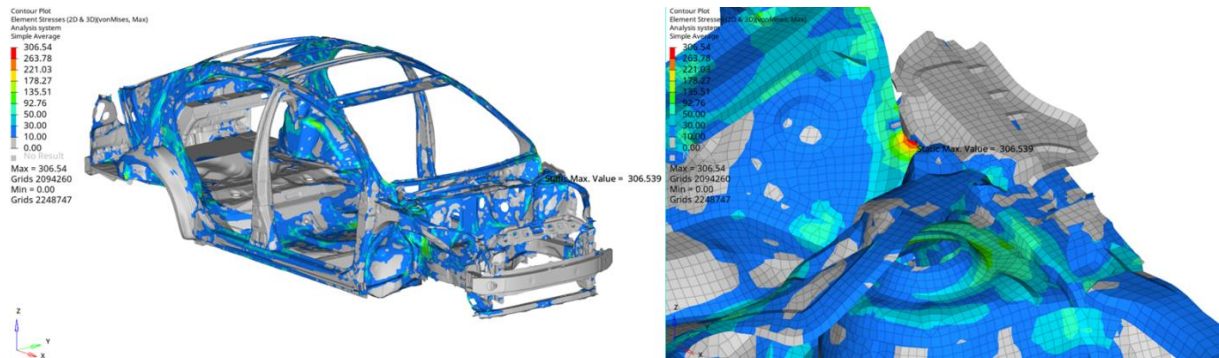 Contour Plot
Element Stresses (2D & 3D)(vonMises, Max)
Analysis system
Simple Average
306.54
263.78
221.03
178.27
135.51
92.76
50.00
30.00
10.00
0.00
No Result
Max = 306.54
Grids 2094260
Min = 0.00
Grids 2248747
Static Max. Value = 306.539
Z
Y
X
Contour Plot
Element Stresses (2D & 3D)(vonMises, Max)
Analysis system
Simple Average
306.54
263.78
221.03
178.27
135.51
92.76
50.00
30.00
10.00
0.00
No Result
Max = 306.54
Grids 2094260
Min = 0.00
Grids 2248747
Static Max. Value = 306.539
Z
X